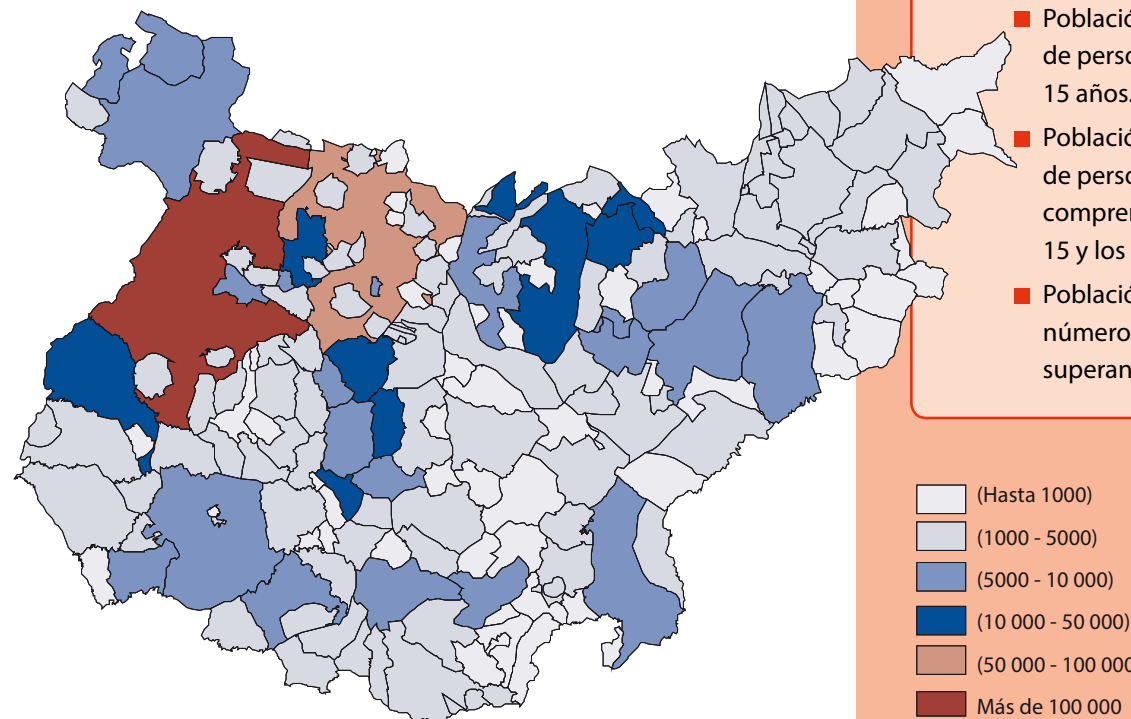 Població
de perso
15 años.
Població
de perso
compren
15 y los
Població
número
superan
(Hasta 1000)
(1000 - 5000)
(5000 - 10 000)
(10 000 - 50 000)
(50 000 - 100 000
Más de 100 000